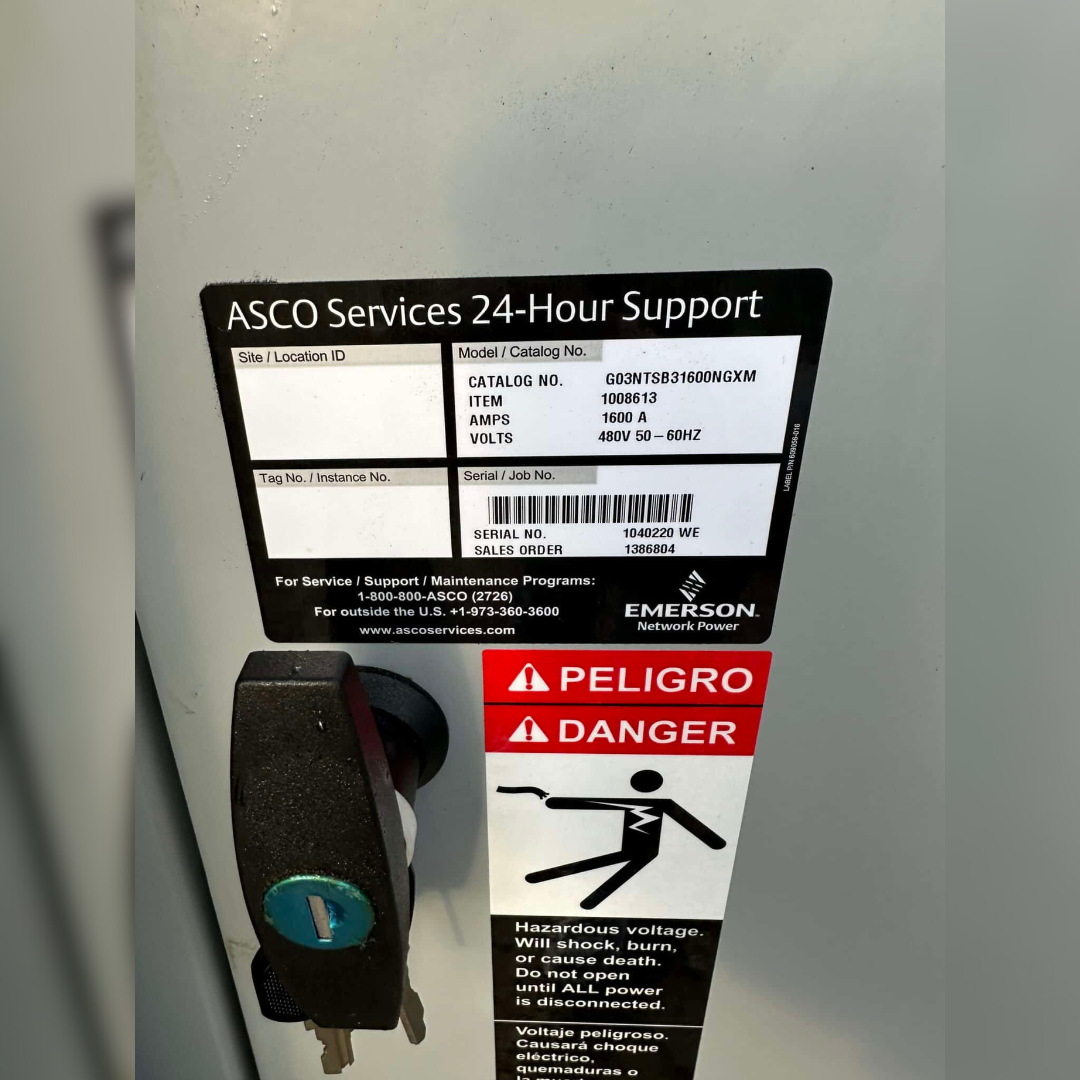 ASCO Services 24-Hour Support
Site / Location ID
Model / Catalog No.
CATALOG NO. G03NTSB31600NGXM
ITEM 1008613
AMPS 1600 A
VOLTS 480V 50-60HZ
LABEL P/N 609056-016
Tag No. / Instance No.
Serial / Job No.
SERIAL NO. 1040220 WE
SALES ORDER 1386804
For Service / Support / Maintenance Programs:
1-800-800-ASCO (2726)
For outside the U.S. +1-973-360-3600
www.ascoservices.com
EMERSON™
Network Power
PELIGRO
DANGER
Hazardous voltage.
Will shock, burn,
or cause death.
Do not open
until ALL power
is disconnected.
Voltaje peligroso.
Causará choque
eléctrico,
quemaduras o